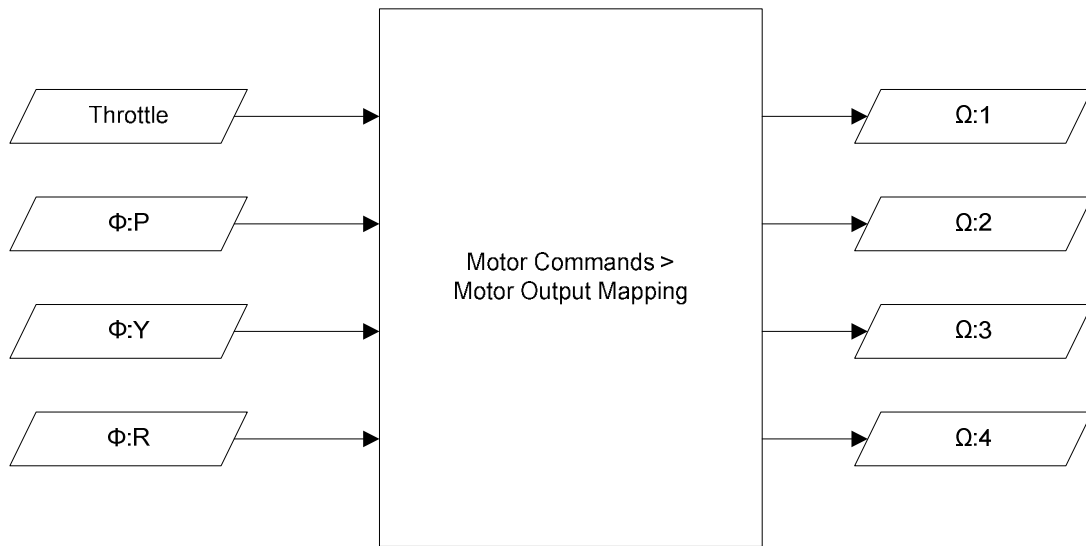 Throttle
Φ:P
Φ:Y
Φ:R
Motor Commands >
Motor Output Mapping
Ω:1
Ω:2
Ω:3
Ω:4